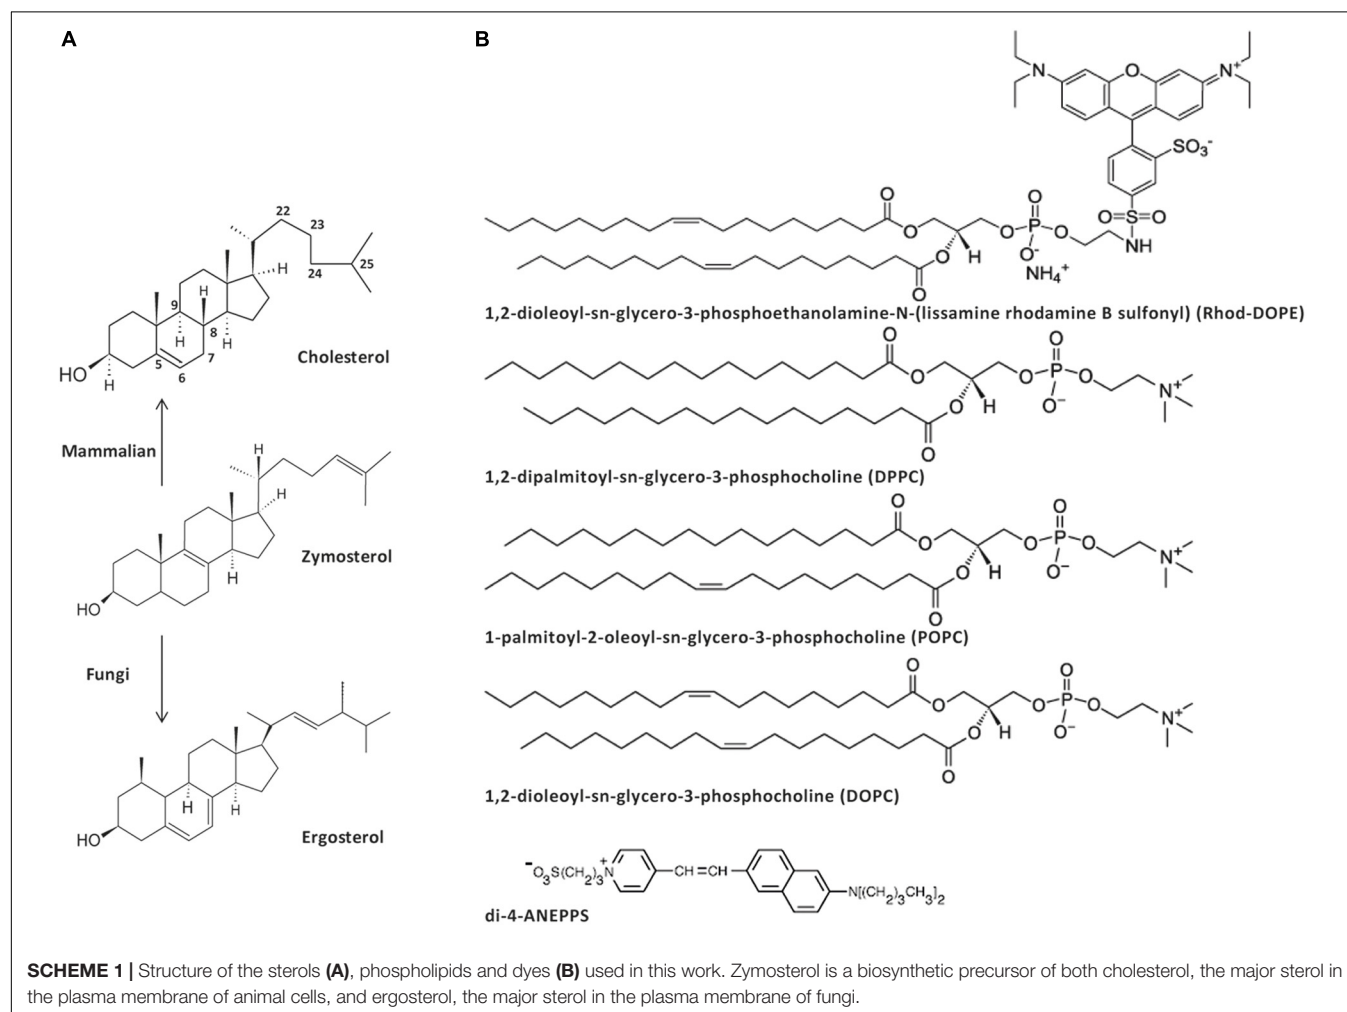 A
B
N
O
N+
SO₃⁻
O=S=O
NH
O
O
O
P
O
O⁻
H
O
O
NH₄⁺
1,2-dioleoyl-sn-glycero-3-phosphoethanolamine-N-(lissamine rhodamine B sulfonyl) (Rhod-DOPE)
22
23
24
25
H
H
9
8
H
H
7
5
6
HO
H
Cholesterol
O
O
O
P
O
O
O⁻
N+
O
H
O
1,2-dipalmitoyl-sn-glycero-3-phosphocholine (DPPC)
Mammalian
H
H
H
HO
Zymosterol
O
O
O
P
O
O
O⁻
N+
O
H
O
1-palmitoyl-2-oleoyl-sn-glycero-3-phosphocholine (POPC)
Fungi
H
H
HO
Ergosterol
O
O
O
P
O
O
O⁻
N+
O
H
O
1,2-dioleoyl-sn-glycero-3-phosphocholine (DOPC)
⁻O₃S(CH₂)₃N+
CH=CH
N[(CH₂)₃CH₃]₂
di-4-ANEPPS
SCHEME 1 | Structure of the sterols (A), phospholipids and dyes (B) used in this work. Zymosterol is a biosynthetic precursor of both cholesterol, the major sterol in
the plasma membrane of animal cells, and ergosterol, the major sterol in the plasma membrane of fungi.